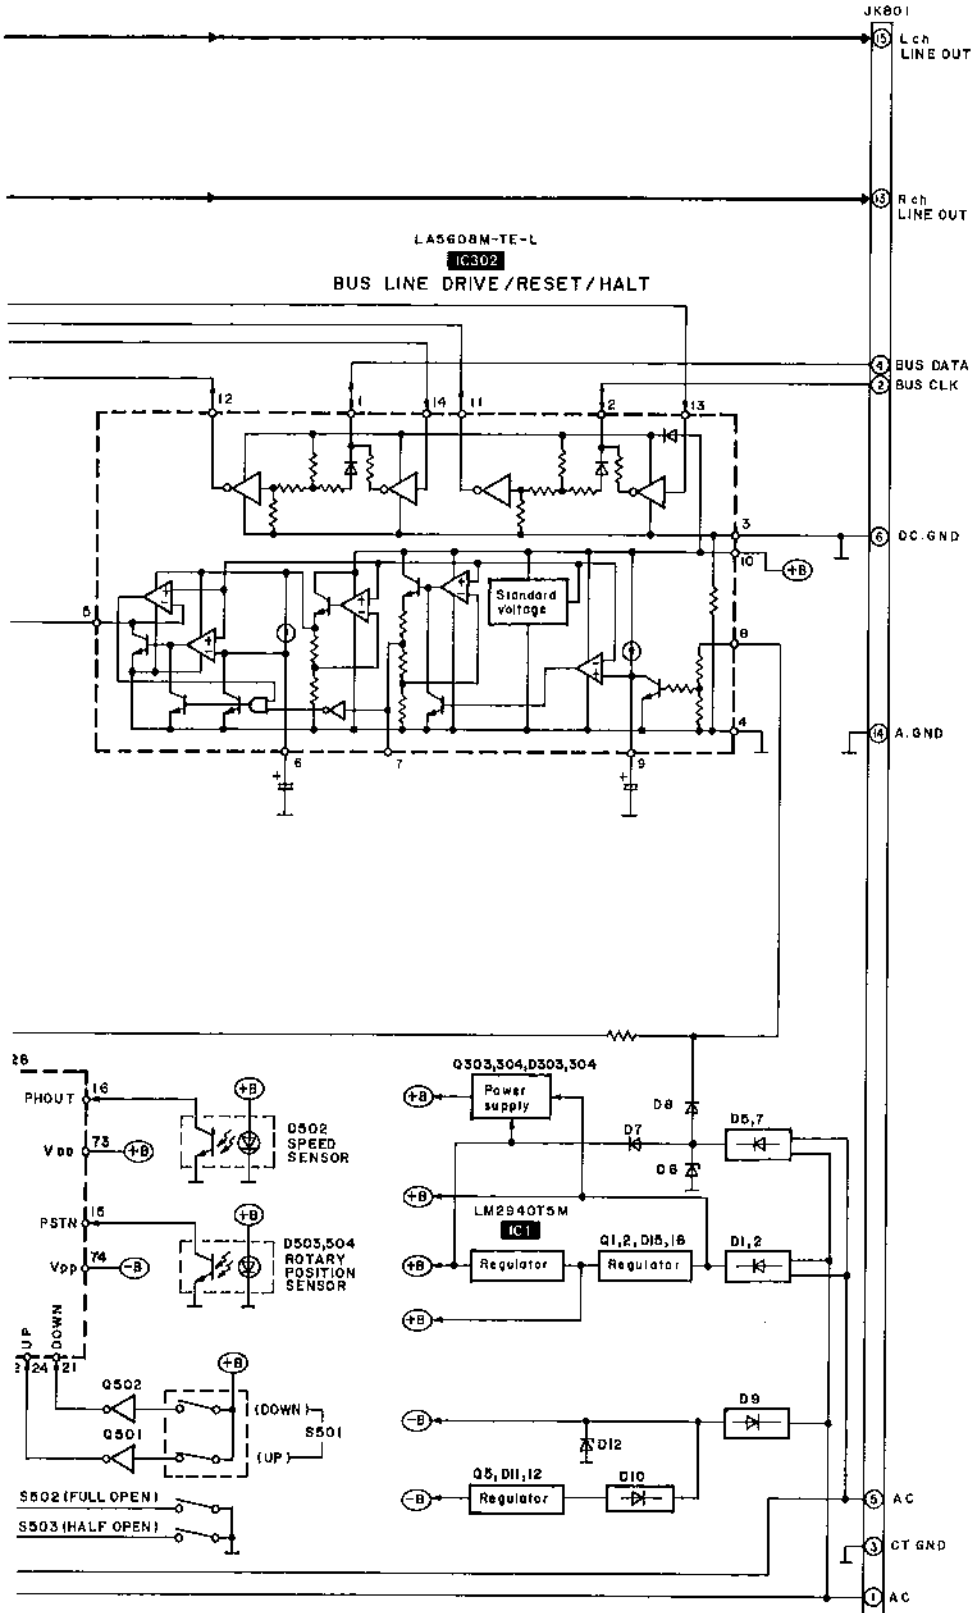 JK801
15 L ch
LINE OUT
13 R ch
LINE OUT
LA5608M-TE-L
IC302
BUS LINE DRIVE/RESET/HALT
4 BUS DATA
2 BUS CLK
12 1 14 11 2 13
3
6 DC.GND
10
+B
Standard
voltage
5
8
4
14 A.GND
6 7 9
28
PHOUT 16
VDD 73 +B
+B
D502
SPEED
SENSOR
PSTN 15
VPP 74 -B
+B
D503,504
ROTARY
POSITION
SENSOR
Q303,304,D303,304
+B Power
supply
D8
D7
D5,7
D6
+B
LM2940T5M
IC1
Q1,2,D15,16
D1,2
+B Regulator Regulator
+B
UP DOWN
2 24 21
+B
Q502
(DOWN)
S501
Q501
(UP)
S502(FULL OPEN)
S503(HALF OPEN)
-B
D9
D12
Q5,D11,12
D10
-B Regulator
5 AC
3 CT GND
1 AC